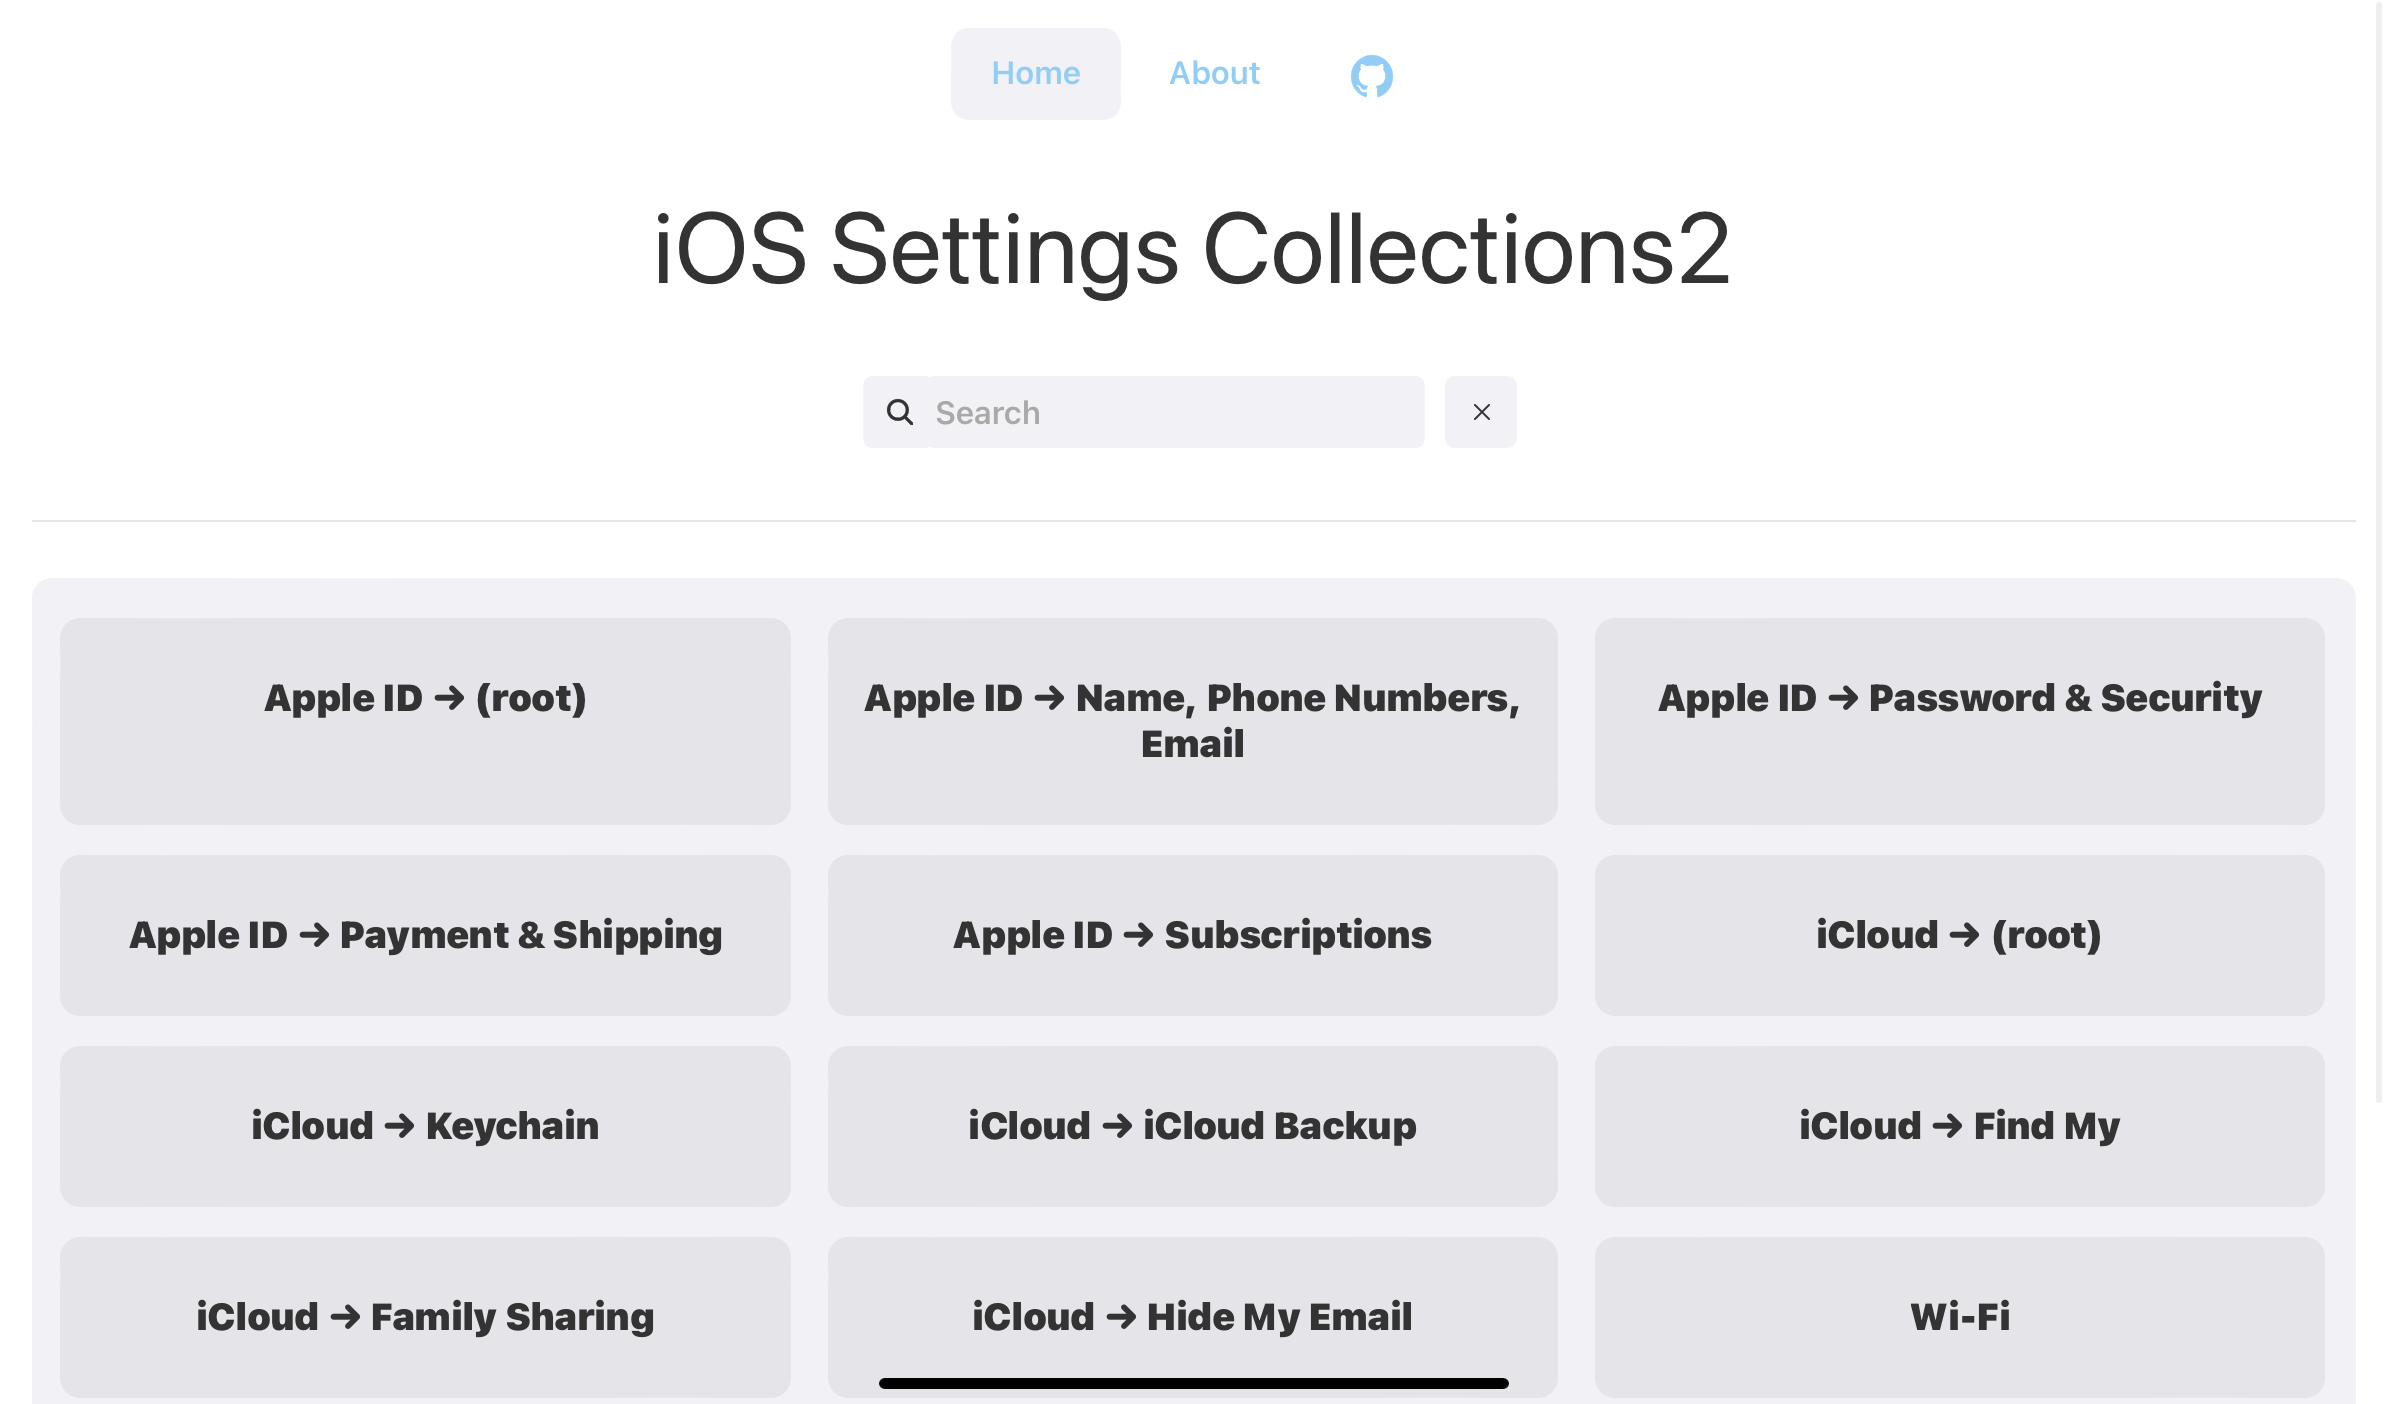 Home About
iOS Settings Collections2
Search
Apple ID → (root)
Apple ID → Name, Phone Numbers,
Email
Apple ID → Password & Security
Apple ID → Payment & Shipping
Apple ID → Subscriptions
iCloud → (root)
iCloud → Keychain
iCloud → iCloud Backup
iCloud → Find My
iCloud → Family Sharing
iCloud → Hide My Email
Wi-Fi